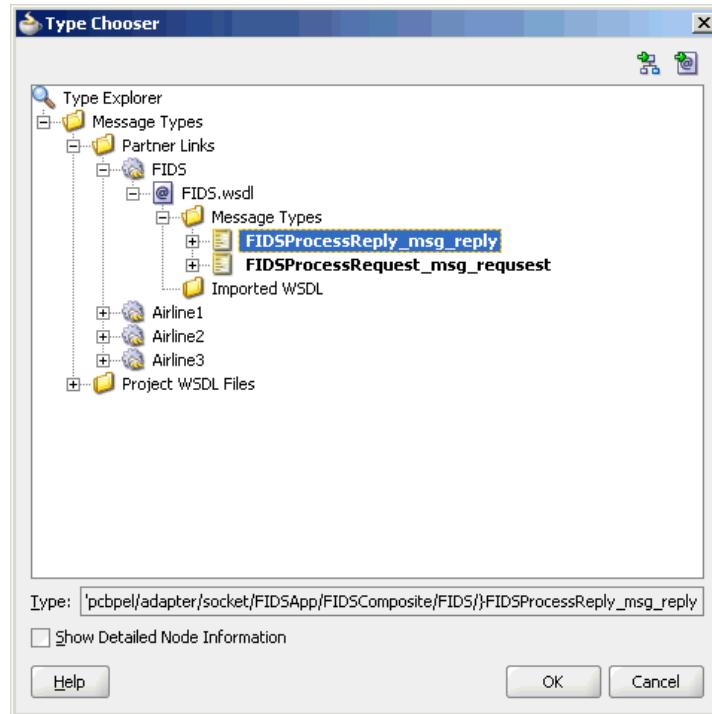 Type Chooser
Type Explorer
Message Types
Partner Links
FIDS
FIDS.wsdl
Message Types
FIDSProcessReply_msg_reply
FIDSProcessRequest_msg_requsest
Imported WSDL
Airline1
Airline2
Airline3
Project WSDL Files
Type: 'pcbpel/adapter/socket/FIDSApp/FIDSComposite/FIDS/}FIDSProcessReply_msg_reply
Show Detailed Node Information
Help OK Cancel